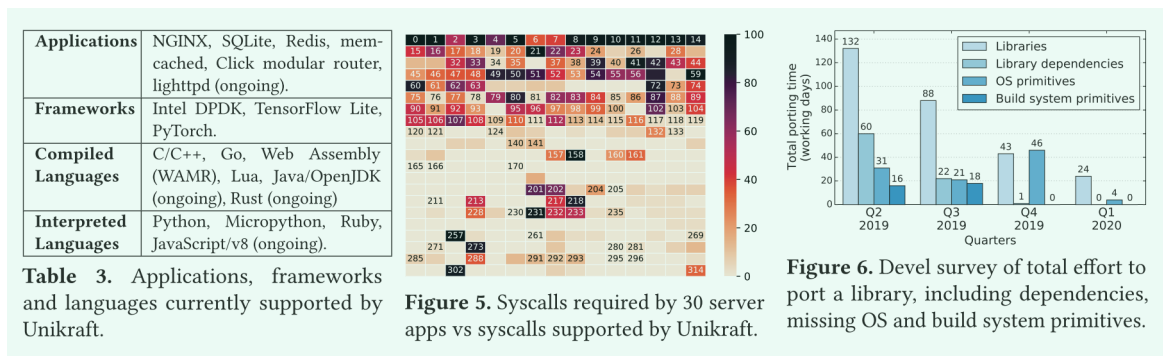 Applications NGINX, SQLite, Redis, mem-
cached, Click modular router,
lighttpd (ongoing).
Frameworks Intel DPDK, TensorFlow Lite,
PyTorch.
Compiled C/C++, Go, Web Assembly
Languages (WAMR), Lua, Java/OpenJDK
(ongoing), Rust (ongoing)
Interpreted Python, Micropython, Ruby,
Languages JavaScript/v8 (ongoing).
Table 3. Applications, frameworks
and languages currently supported by
Unikraft.
0 1 2 3 4 5 6 7 8 9 10 11 12 13 14
15 16 17 18 19 20 21 22 23 24 26 28
32 33 34 35 37 38 39 40 41 42 43 44
45 46 47 48 49 50 51 52 53 54 55 56 59
60 61 62 63 72 73 74
75 76 77 78 79 80 81 82 83 84 86 87 88 89
90 91 92 93 95 96 97 98 99 100 102 103 104
105 106 107 108 109 110 111 112 113 114 115 116 117 118 119
120 121 124 132 133
140 141
157 158 160 161
165 166 170
201 202 204 205
211 213 217 218
228 230 231 232 233 235
257 261 269
271 273 280 281
285 288 291 292 293 295 296
302 314
100
80
60
40
20
0
Figure 5. Syscalls required by 30 server
apps vs syscalls supported by Unikraft.
Total porting time
(working days)
140
120
100
80
60
40
20
0
Libraries
Library dependencies
OS primitives
Build system primitives
132 60 31 16
88 22 21 18
43 1 46 0
24 0 4 0
Q2 Q3 Q4 Q1
2019 2019 2019 2020
Quarters
Figure 6. Devel survey of total effort to
port a library, including dependencies,
missing OS and build system primitives.